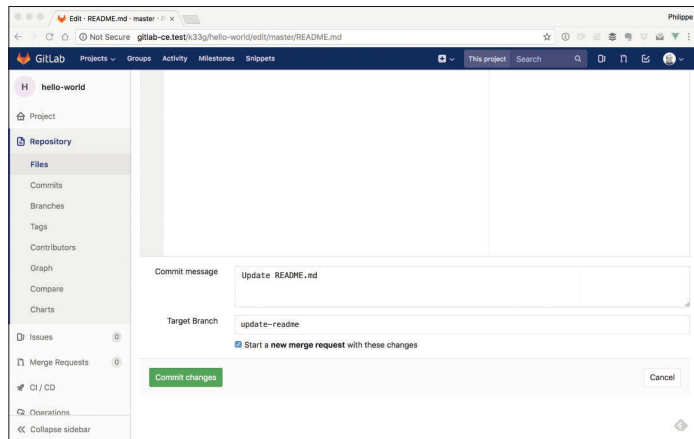 Edit · README.md · master ·
Philippe
Not Secure gitlab-ce.test/k33g/hello-world/edit/master/README.md
GitLab Projects Groups Activity Milestones Snippets This project Search
H hello-world
Project
Repository
Files
Commits
Branches
Tags
Contributors
Graph
Compare
Charts
Issues 0
Merge Requests 0
CI / CD
Operations
Collapse sidebar
Commit message
Update README.md
Target Branch
update-readme
Start a new merge request with these changes
Commit changes
Cancel